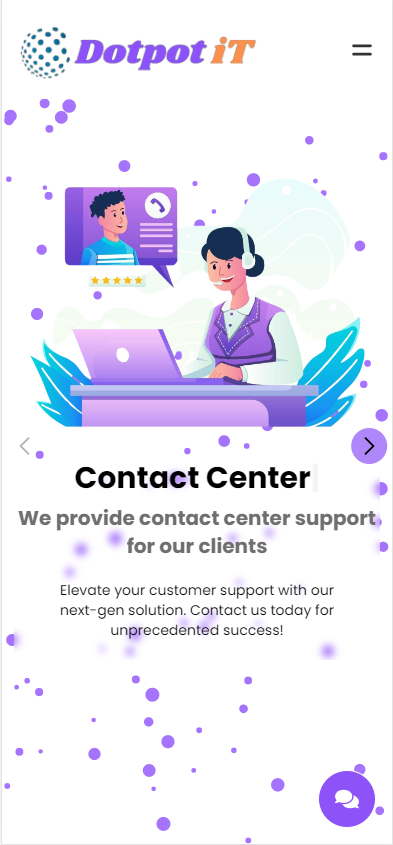 Dotpot iT
Contact Center
We provide contact center support
for our clients
Elevate your customer support with our
next-gen solution. Contact us today for
unprecedented success!